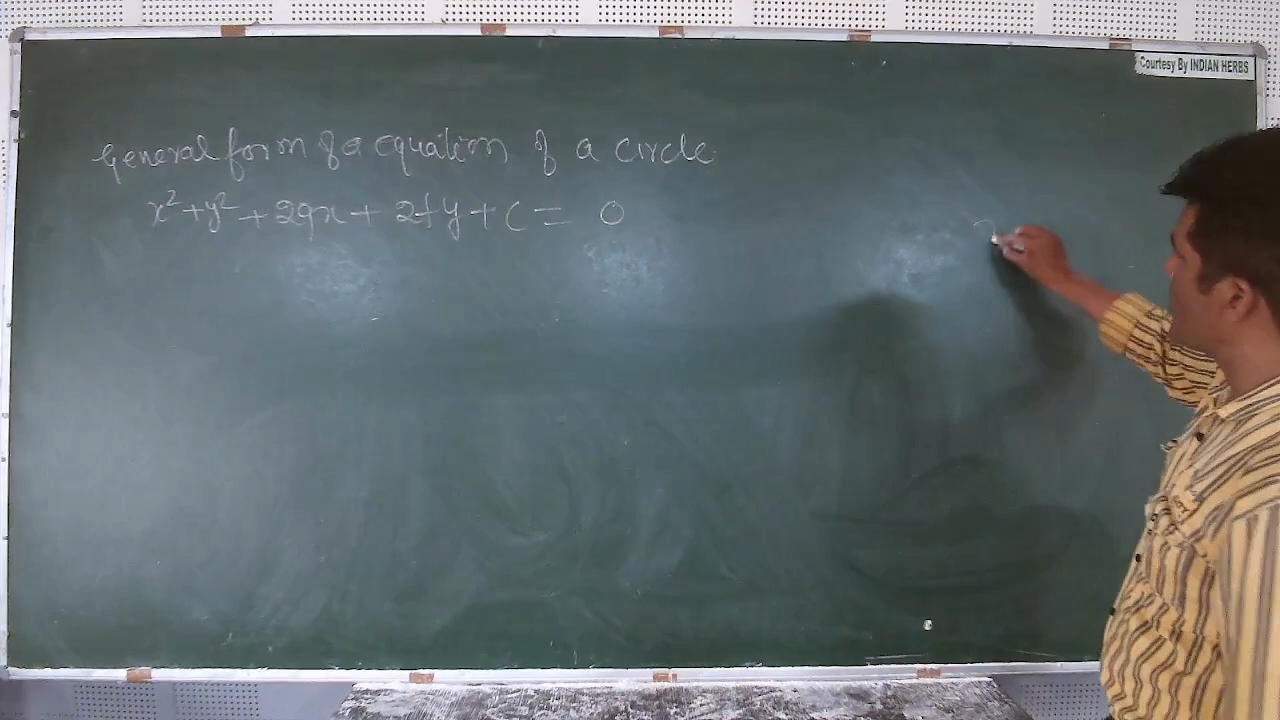 Courtesy By INDIAN HERBS
General form of a equation of a circle
x²+y²+2gx+2fy+c=0